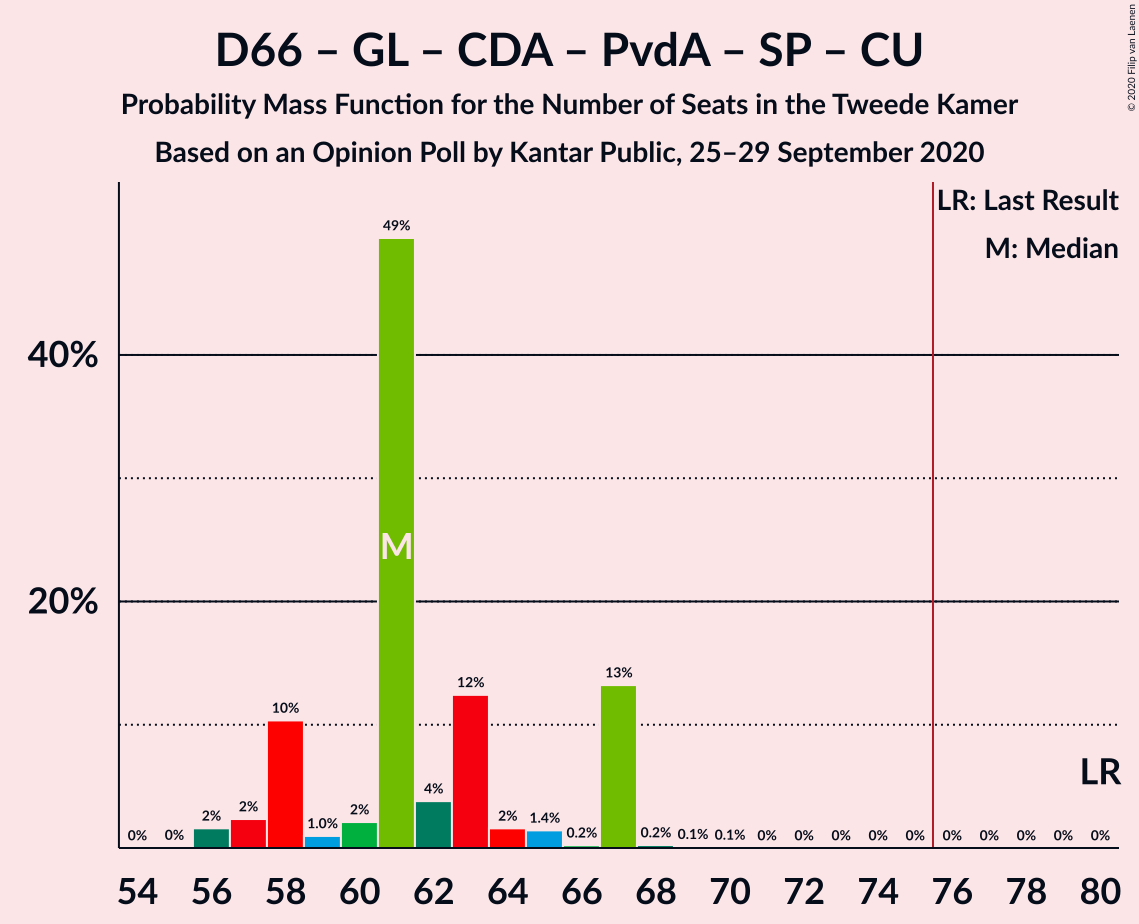 D66 – GL – CDA – PvdA – SP – CU
Probability Mass Function for the Number of Seats in the Tweede Kamer
Based on an Opinion Poll by Kantar Public, 25–29 September 2020
© 2020 Filip van Laenen
LR: Last Result
M: Median
40%
20%
0% 0% 2% 2% 10% 1.0% 2% 49% 4% 12% 2% 1.4% 0.2% 13% 0.2% 0.1% 0.1% 0% 0% 0% 0% 0% 0% 0% 0% 0% 0%
M
LR
54 56 58 60 62 64 66 68 70 72 74 76 78 80